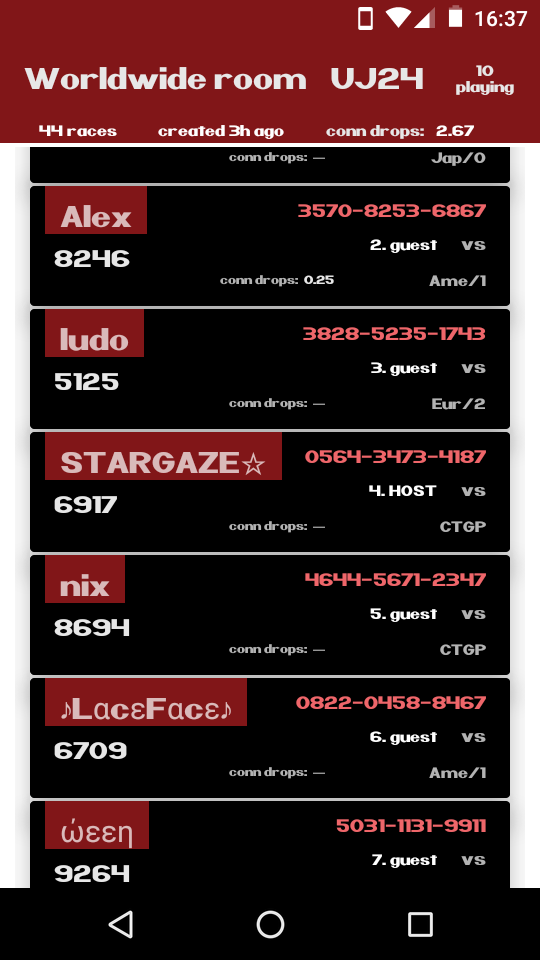 16:37
Worldwide room UJ24 10 playing
44 races created 3h ago conn drops: 2.67
conn drops: — Jap/0
Alex 3570-8253-6867
8246 2. guest vs
conn drops: 0.25 Ame/1
ludo 3828-5235-1743
5125 3. guest vs
conn drops: — Eur/2
STARGAZE☆ 0564-3473-4187
6917 4. HOST vs
conn drops: — CTGP
nix 4644-5671-2347
8694 5. guest vs
conn drops: — CTGP
♪LαcεFαcε♪ 0822-0458-8467
6709 6. guest vs
conn drops: — Ame/1
ώεεη 5031-1131-9911
9264 7. guest vs